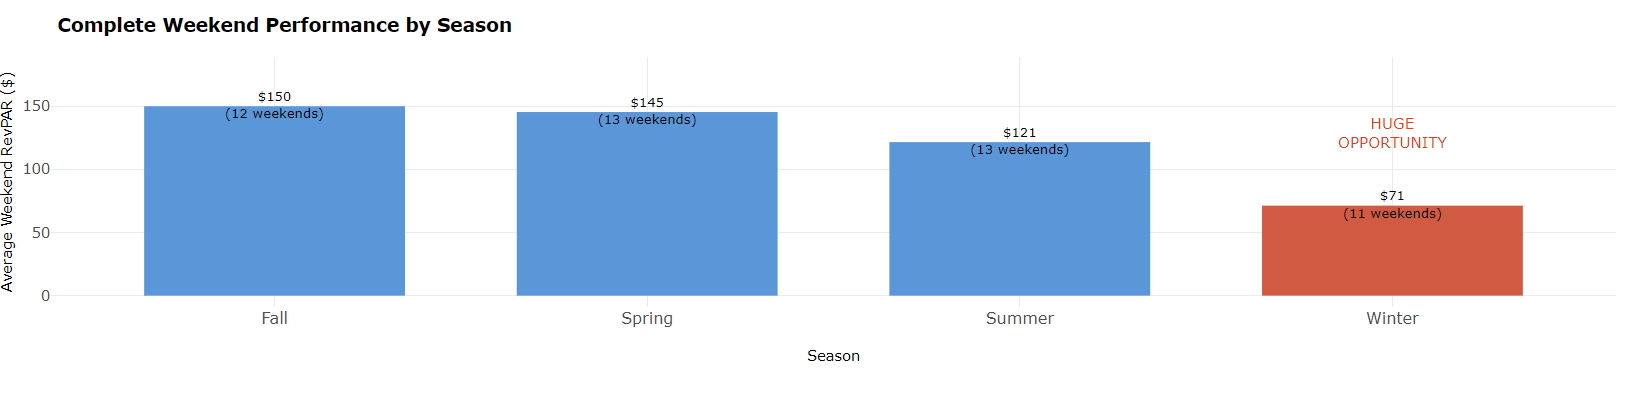 Complete Weekend Performance by Season
Average Weekend RevPAR ($)
150
100
50
0
$150
(12 weekends)
$145
(13 weekends)
$121
(13 weekends)
HUGE
OPPORTUNITY
$71
(11 weekends)
Fall
Spring
Summer
Winter
Season